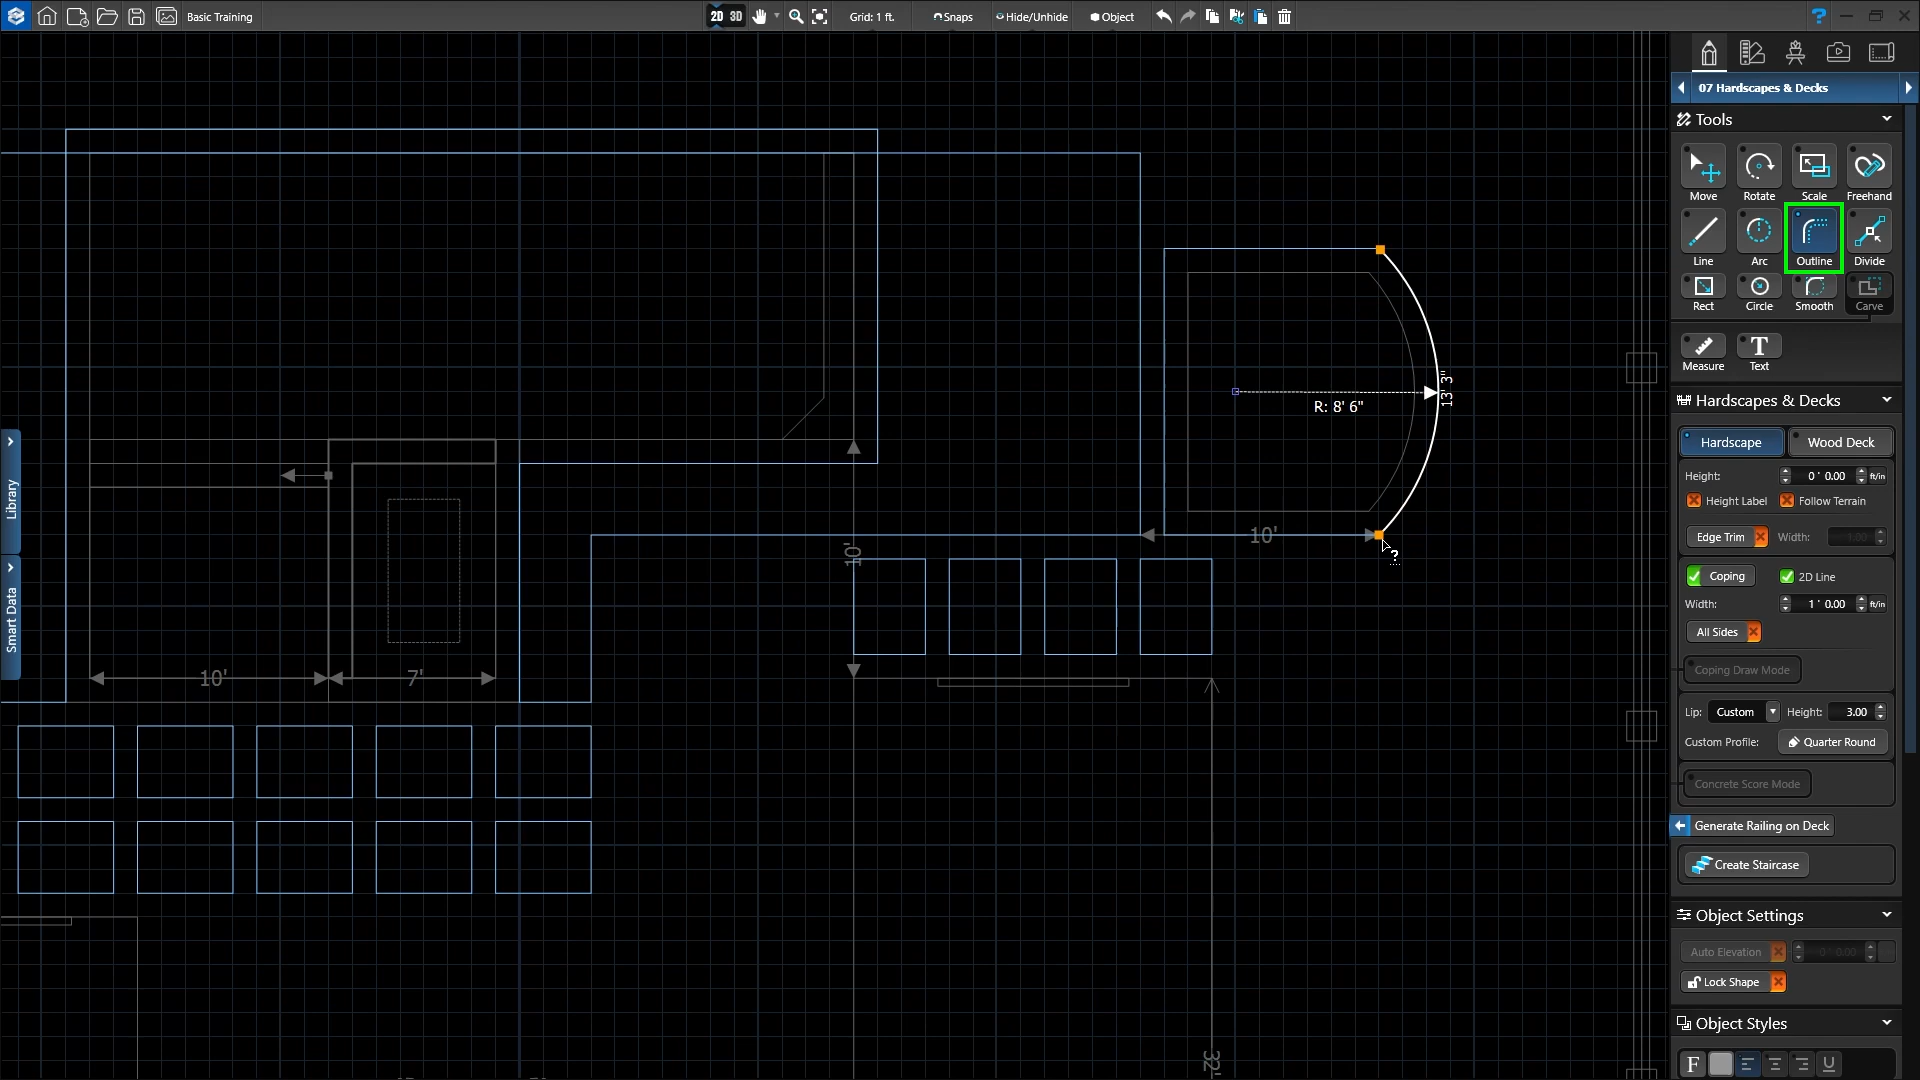 Basic Training
2D 3D
Grid: 1 ft.
Snaps
Hide/Unhide
Object
?
07 Hardscapes & Decks
Tools
Move
Rotate
Scale
Freehand
Line
Arc
Outline
Divide
Rect
Circle
Smooth
Carve
Measure
Text
Hardscapes & Decks
Hardscape
Wood Deck
Height:
0' 0.00
ft/in
Height Label
Follow Terrain
Edge Trim
Width:
1.00
Coping
2D Line
Width:
1' 0.00
ft/in
All Sides
Coping Draw Mode
Lip:
Custom
Height:
3.00
Custom Profile:
Quarter Round
Concrete Score Mode
Generate Railing on Deck
Create Staircase
Object Settings
Auto Elevation
Lock Shape
Object Styles
F
U
Library
Smart Data
R: 8' 6"
13' 3"
10'
10'
10'
7'
32'
?